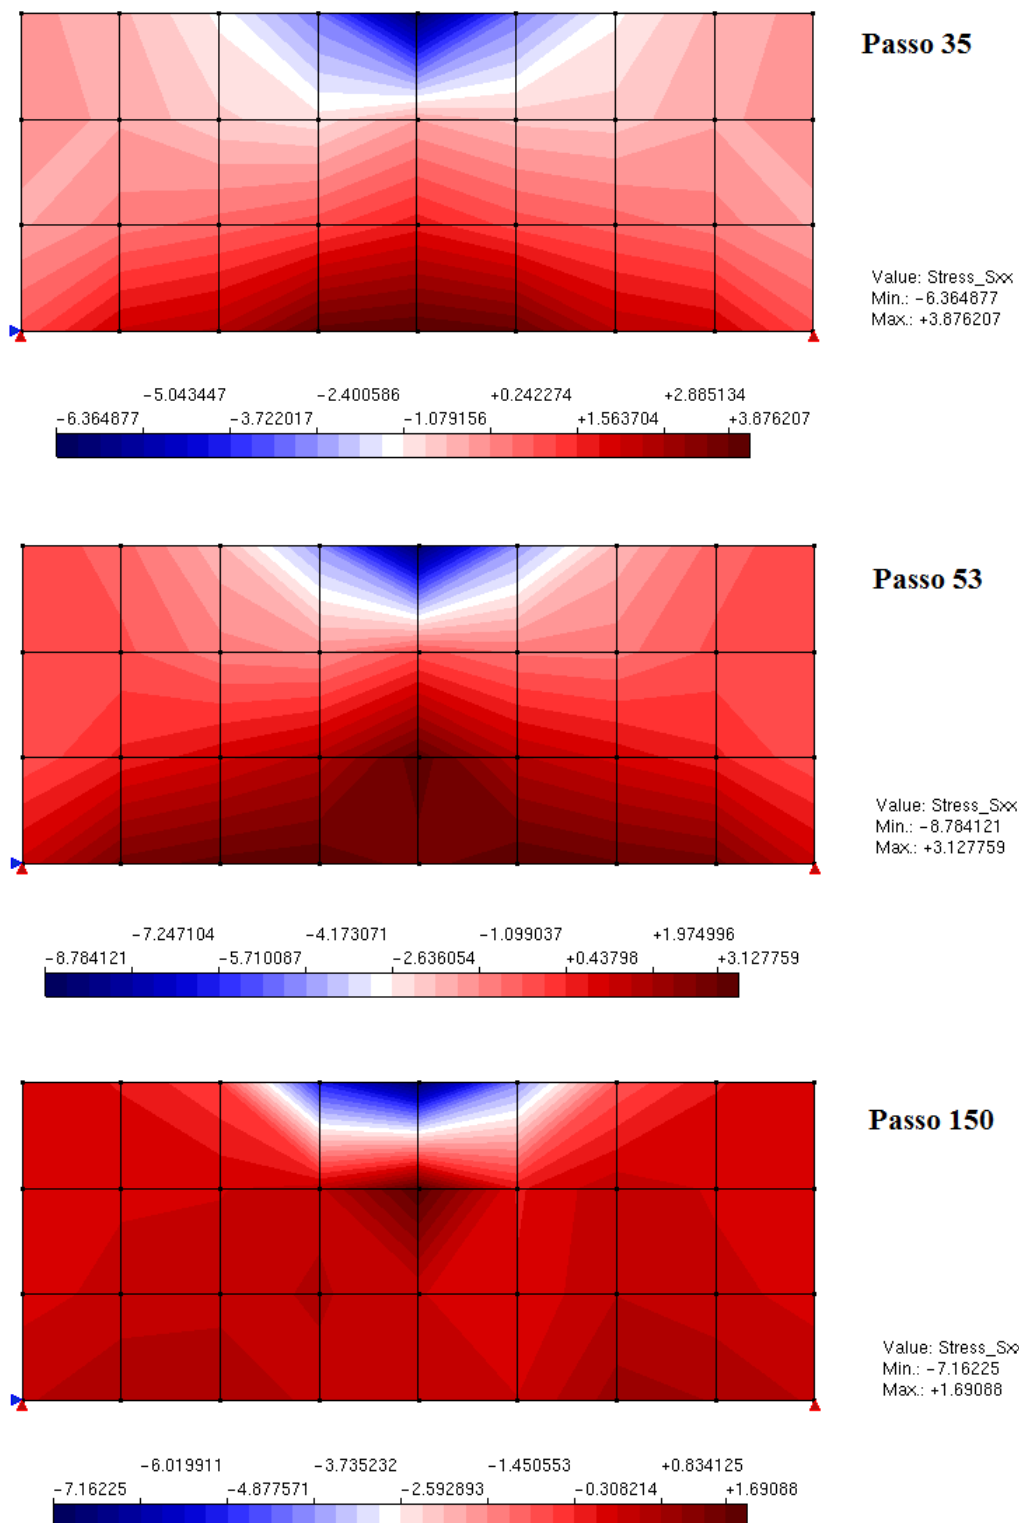 Passo 35
Value: Stress_Sxx
Min.: -6.364877
Max.: +3.876207
-5.043447 -2.400586 +0.242274 +2.885134
-6.364877 -3.722017 -1.079156 +1.563704 +3.876207
Passo 53
Value: Stress_Sxx
Min.: -8.784121
Max.: +3.127759
-7.247104 -4.173071 -1.099037 +1.974996
-8.784121 -5.710087 -2.636054 +0.43798 +3.127759
Passo 150
Value: Stress_Sx
Min.: -7.16225
Max.: +1.69088
-6.019911 -3.735232 -1.450553 +0.834125
-7.16225 -4.877571 -2.592893 -0.308214 +1.69088